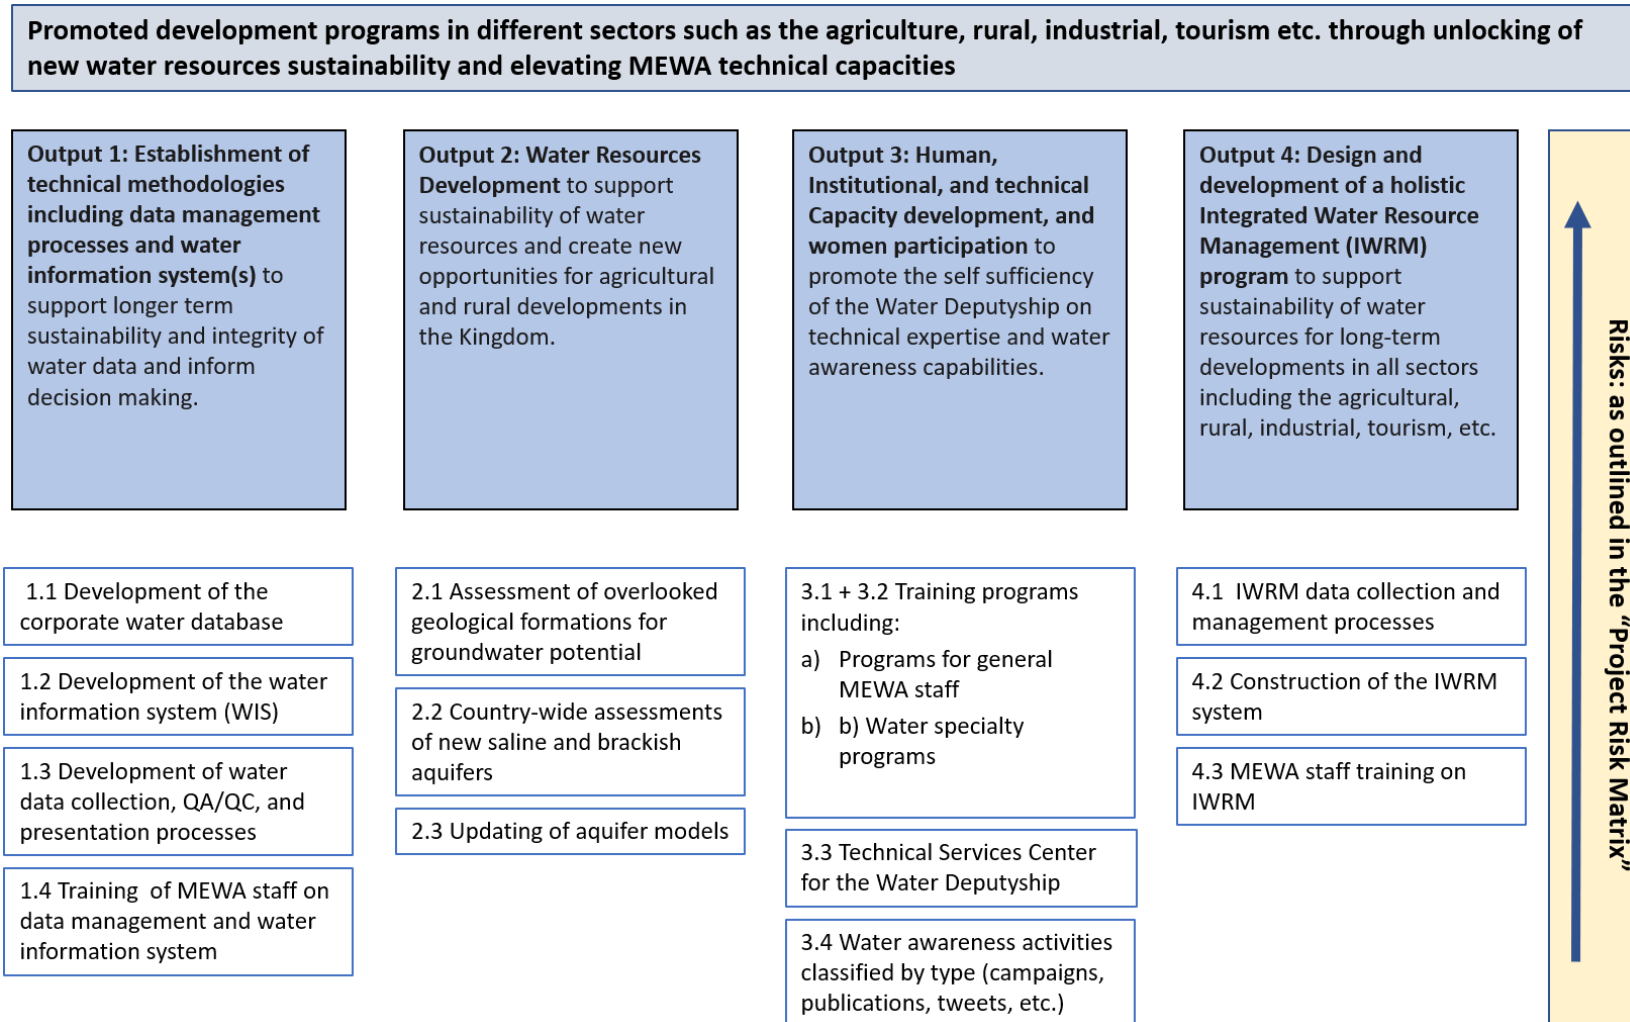 Promoted development programs in different sectors such as the agriculture, rural, industrial, tourism etc. through unlocking of
new water resources sustainability and elevating MEWA technical capacities
Output 1: Establishment of
technical methodologies
including data management
processes and water
information system(s) to
support longer term
sustainability and integrity of
water data and inform
decision making.
Output 2: Water Resources
Development to support
sustainability of water
resources and create new
opportunities for agricultural
and rural developments in
the Kingdom.
Output 3: Human,
Institutional, and technical
Capacity development, and
women participation to
promote the self sufficiency
of the Water Deputyship on
technical expertise and water
awareness capabilities.
Output 4: Design and
development of a holistic
Integrated Water Resource
Management (IWRM)
program to support
sustainability of water
resources for long-term
developments in all sectors
including the agricultural,
rural, industrial, tourism, etc.
1.1 Development of the
corporate water database
1.2 Development of the water
information system (WIS)
1.3 Development of water
data collection, QA/QC, and
presentation processes
1.4 Training of MEWA staff on
data management and water
information system
2.1 Assessment of overlooked
geological formations for
groundwater potential
2.2 Country-wide assessments
of new saline and brackish
aquifers
2.3 Updating of aquifer models
3.1 + 3.2 Training programs
including:
a) Programs for general
MEWA staff
b) b) Water specialty
programs
3.3 Technical Services Center
for the Water Deputyship
3.4 Water awareness activities
classified by type (campaigns,
publications, tweets, etc.)
4.1 IWRM data collection and
management processes
4.2 Construction of the IWRM
system
4.3 MEWA staff training on
IWRM
Risks: as outlined in the “Project Risk Matrix”